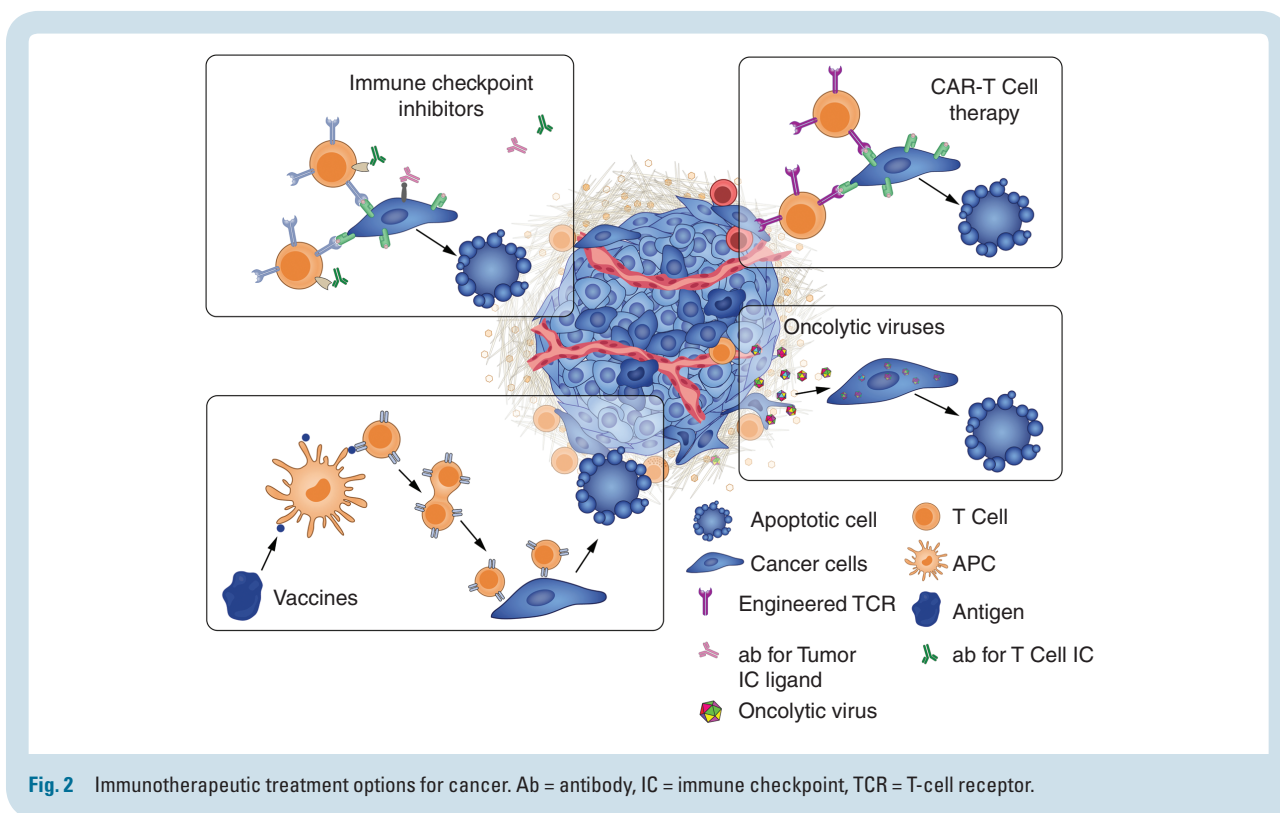 Immune checkpoint
inhibitors
CAR-T Cell
therapy
Oncolytic viruses
Vaccines
Apoptotic cell
T Cell
Cancer cells
APC
Engineered TCR
Antigen
ab for Tumor
IC ligand
ab for T Cell IC
Oncolytic virus
Fig. 2 Immunotherapeutic treatment options for cancer. Ab = antibody, IC = immune checkpoint, TCR = T-cell receptor.